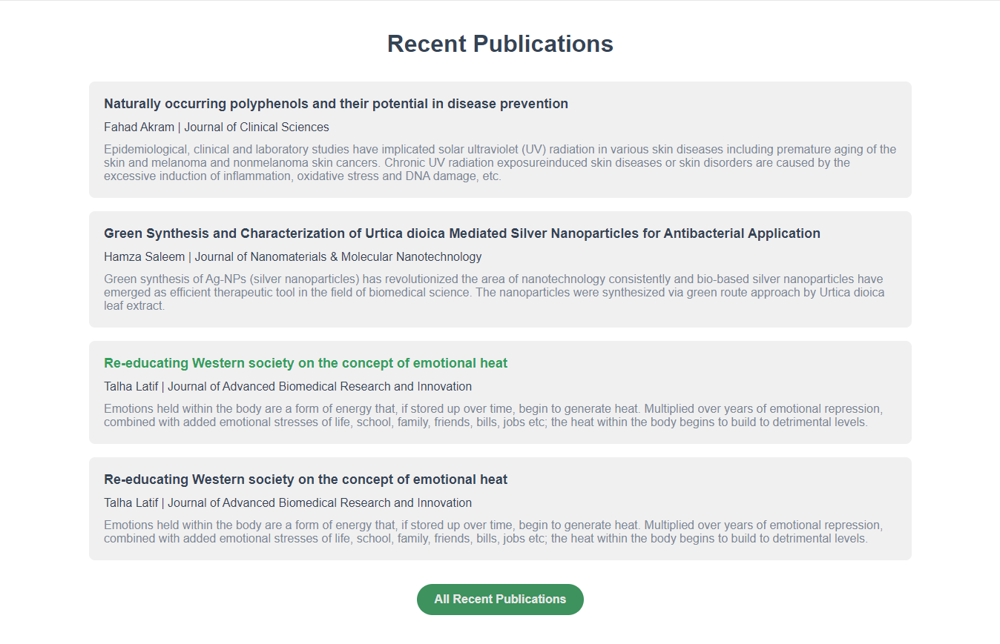 Recent Publications
Naturally occurring polyphenols and their potential in disease prevention
Fahad Akram | Journal of Clinical Sciences
Epidemiological, clinical and laboratory studies have implicated solar ultraviolet (UV) radiation in various skin diseases including premature aging of the
skin and melanoma and nonmelanoma skin cancers. Chronic UV radiation exposureinduced skin diseases or skin disorders are caused by the
excessive induction of inflammation, oxidative stress and DNA damage, etc.
Green Synthesis and Characterization of Urtica dioica Mediated Silver Nanoparticles for Antibacterial Application
Hamza Saleem | Journal of Nanomaterials & Molecular Nanotechnology
Green synthesis of Ag-NPs (silver nanoparticles) has revolutionized the area of nanotechnology consistently and bio-based silver nanoparticles have
emerged as efficient therapeutic tool in the field of biomedical science. The nanoparticles were synthesized via green route approach by Urtica dioica
leaf extract.
Re-educating Western society on the concept of emotional heat
Talha Latif | Journal of Advanced Biomedical Research and Innovation
Emotions held within the body are a form of energy that, if stored up over time, begin to generate heat. Multiplied over years of emotional repression,
combined with added emotional stresses of life, school, family, friends, bills, jobs etc; the heat within the body begins to build to detrimental levels.
Re-educating Western society on the concept of emotional heat
Talha Latif | Journal of Advanced Biomedical Research and Innovation
Emotions held within the body are a form of energy that, if stored up over time, begin to generate heat. Multiplied over years of emotional repression,
combined with added emotional stresses of life, school, family, friends, bills, jobs etc; the heat within the body begins to build to detrimental levels.
All Recent Publications